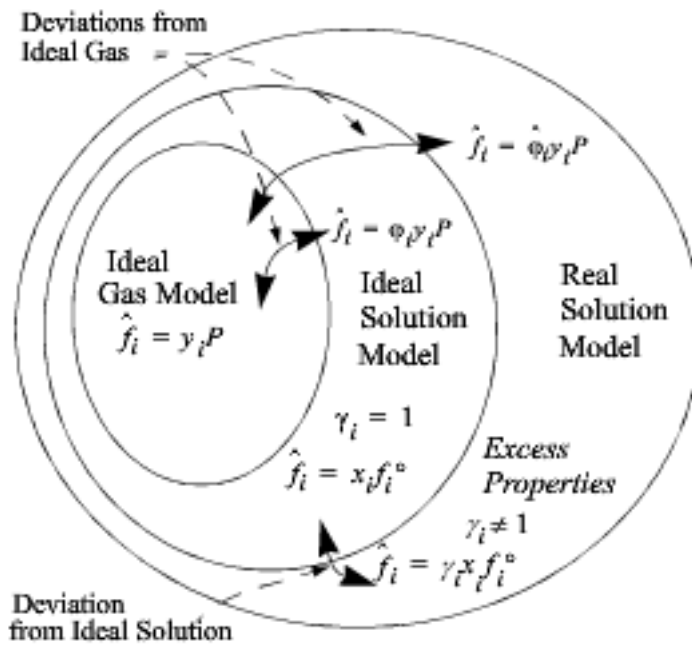 Deviations from
Ideal Gas
f̂ᵢ = φ̂ᵢyᵢP
f̂ᵢ = φᵢyᵢP
Ideal
Gas Model
f̂ᵢ = yᵢP
Ideal
Solution
Model
Real
Solution
Model
γᵢ = 1
f̂ᵢ = xᵢfᵢ°
Excess
Properties
γᵢ ≠ 1
f̂ᵢ = γᵢxᵢfᵢ°
Deviation
from Ideal Solution